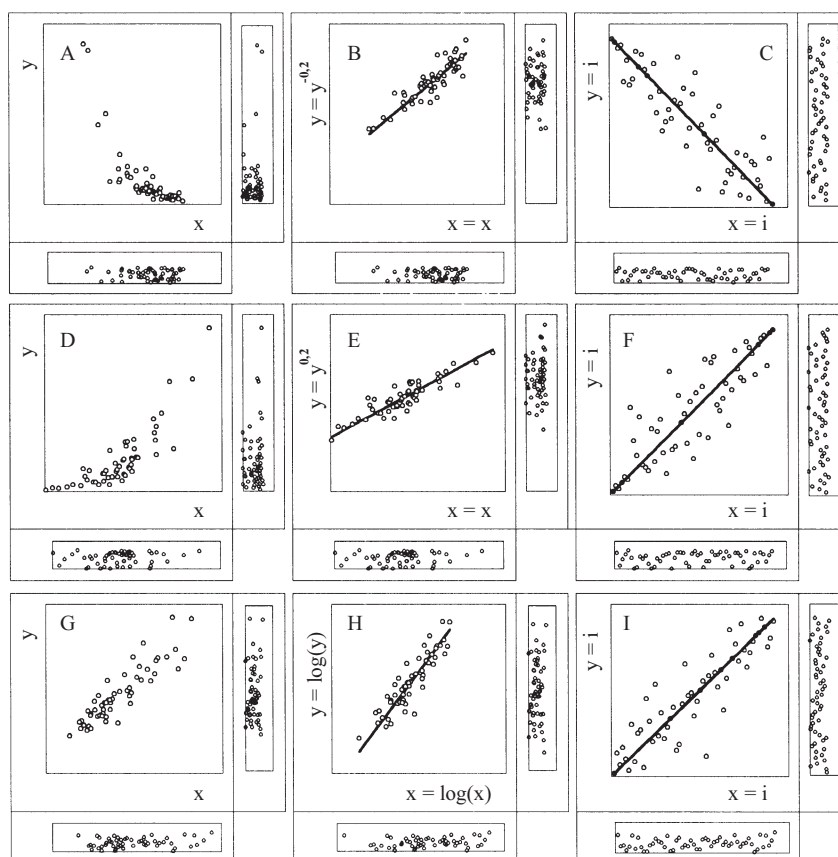 A
y
x
B
y = y^-0,2
x = x
C
y = i
x = i
D
y
x
E
y = y^0,2
x = x
F
y = i
x = i
G
y
x
H
y = log(y)
x = log(x)
I
y = i
x = i